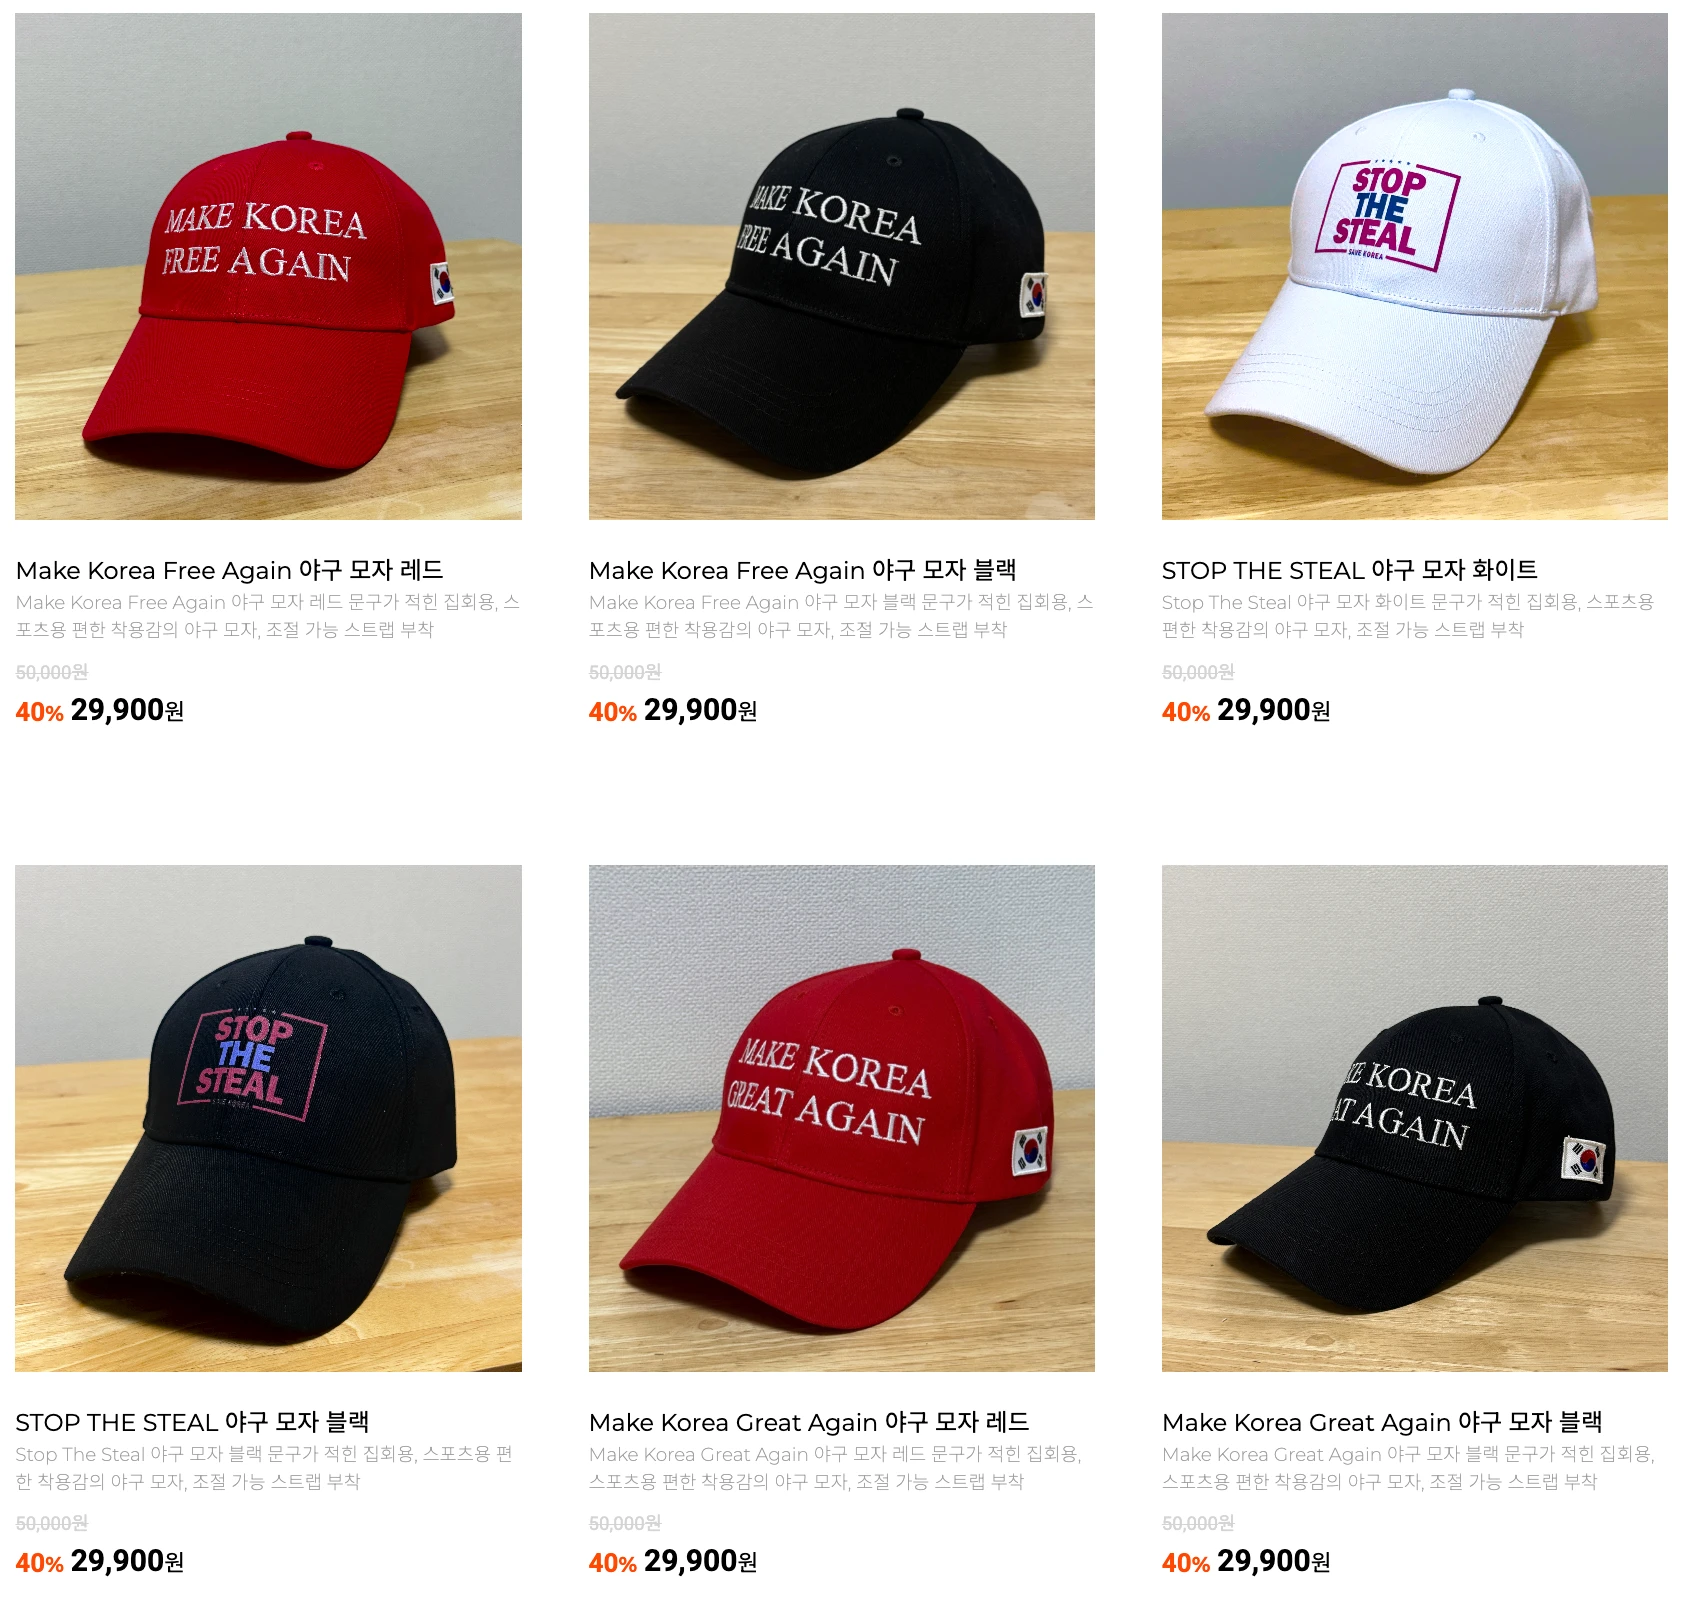 MAKE KOREA
FREE AGAIN
MAKE KOREA
FREE AGAIN
STOP
THE
STEAL
SAVE KOREA
Make Korea Free Again 야구 모자 레드
Make Korea Free Again 야구 모자 레드 문구가 적힌 집회용, 스
포츠용 편한 착용감의 야구 모자, 조절 가능 스트랩 부착
50,000원
40% 29,900원
Make Korea Free Again 야구 모자 블랙
Make Korea Free Again 야구 모자 블랙 문구가 적힌 집회용, 스
포츠용 편한 착용감의 야구 모자, 조절 가능 스트랩 부착
50,000원
40% 29,900원
STOP THE STEAL 야구 모자 화이트
Stop The Steal 야구 모자 화이트 문구가 적힌 집회용, 스포츠용
편한 착용감의 야구 모자, 조절 가능 스트랩 부착
50,000원
40% 29,900원
STOP
THE
STEAL
SAVE KOREA
MAKE KOREA
GREAT AGAIN
KE KOREA
AT AGAIN
STOP THE STEAL 야구 모자 블랙
Stop The Steal 야구 모자 블랙 문구가 적힌 집회용, 스포츠용 편
한 착용감의 야구 모자, 조절 가능 스트랩 부착
50,000원
40% 29,900원
Make Korea Great Again 야구 모자 레드
Make Korea Great Again 야구 모자 레드 문구가 적힌 집회용,
스포츠용 편한 착용감의 야구 모자, 조절 가능 스트랩 부착
50,000원
40% 29,900원
Make Korea Great Again 야구 모자 블랙
Make Korea Great Again 야구 모자 블랙 문구가 적힌 집회용,
스포츠용 편한 착용감의 야구 모자, 조절 가능 스트랩 부착
50,000원
40% 29,900원